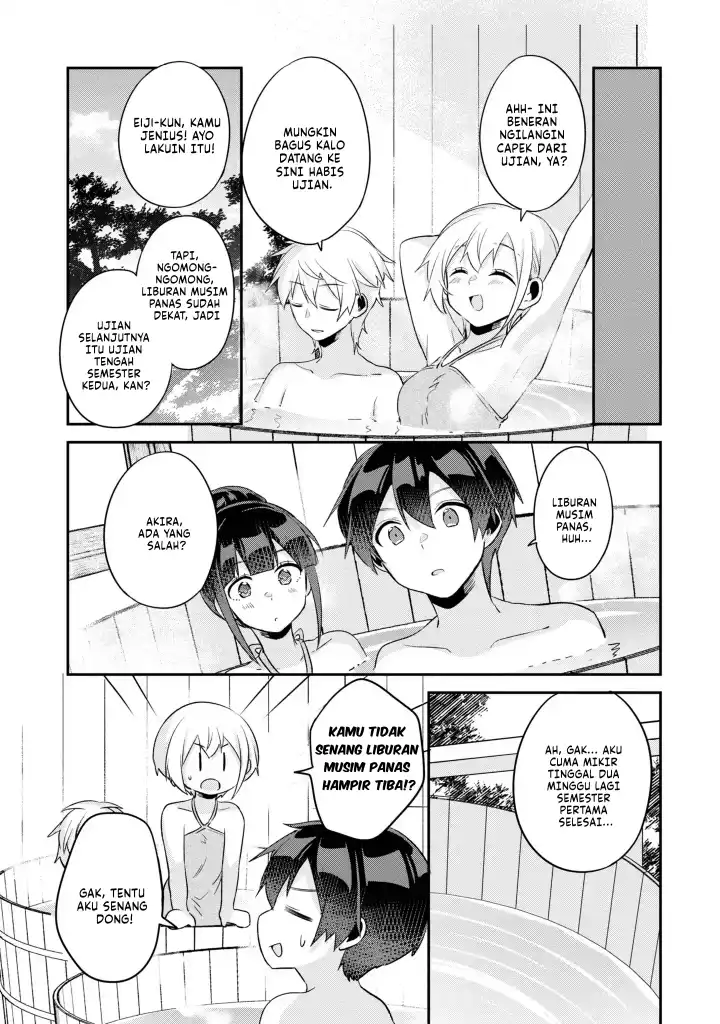 AHH- INI
BENERAN
NGILANGIN
CAPEK DARI
UJIAN, YA?
MUNGKIN
BAGUS KALO
DATANG KE
SINI HABIS
UJIAN.
EIJI-KUN, KAMU
JENIUS! AYO
LAKUIN ITU!
TAPI,
NGOMONG-
NGOMONG,
LIBURAN MUSIM
PANAS SUDAH
DEKAT, JADI
UJIAN
SELANJUTNYA
ITU UJIAN
TENGAH
SEMESTER
KEDUA, KAN?
LIBURAN
MUSIM
PANAS,
HUH...
AKIRA,
ADA YANG
SALAH?
AH, GAK... AKU
CUMA MIKIR
TINGGAL DUA
MINGGU LAGI
SEMESTER
PERTAMA
SELESAI...
KAMU TIDAK
SENANG LIBURAN
MUSIM PANAS
HAMPIR TIBA!?
GAK, TENTU
AKU SENANG
DONG!